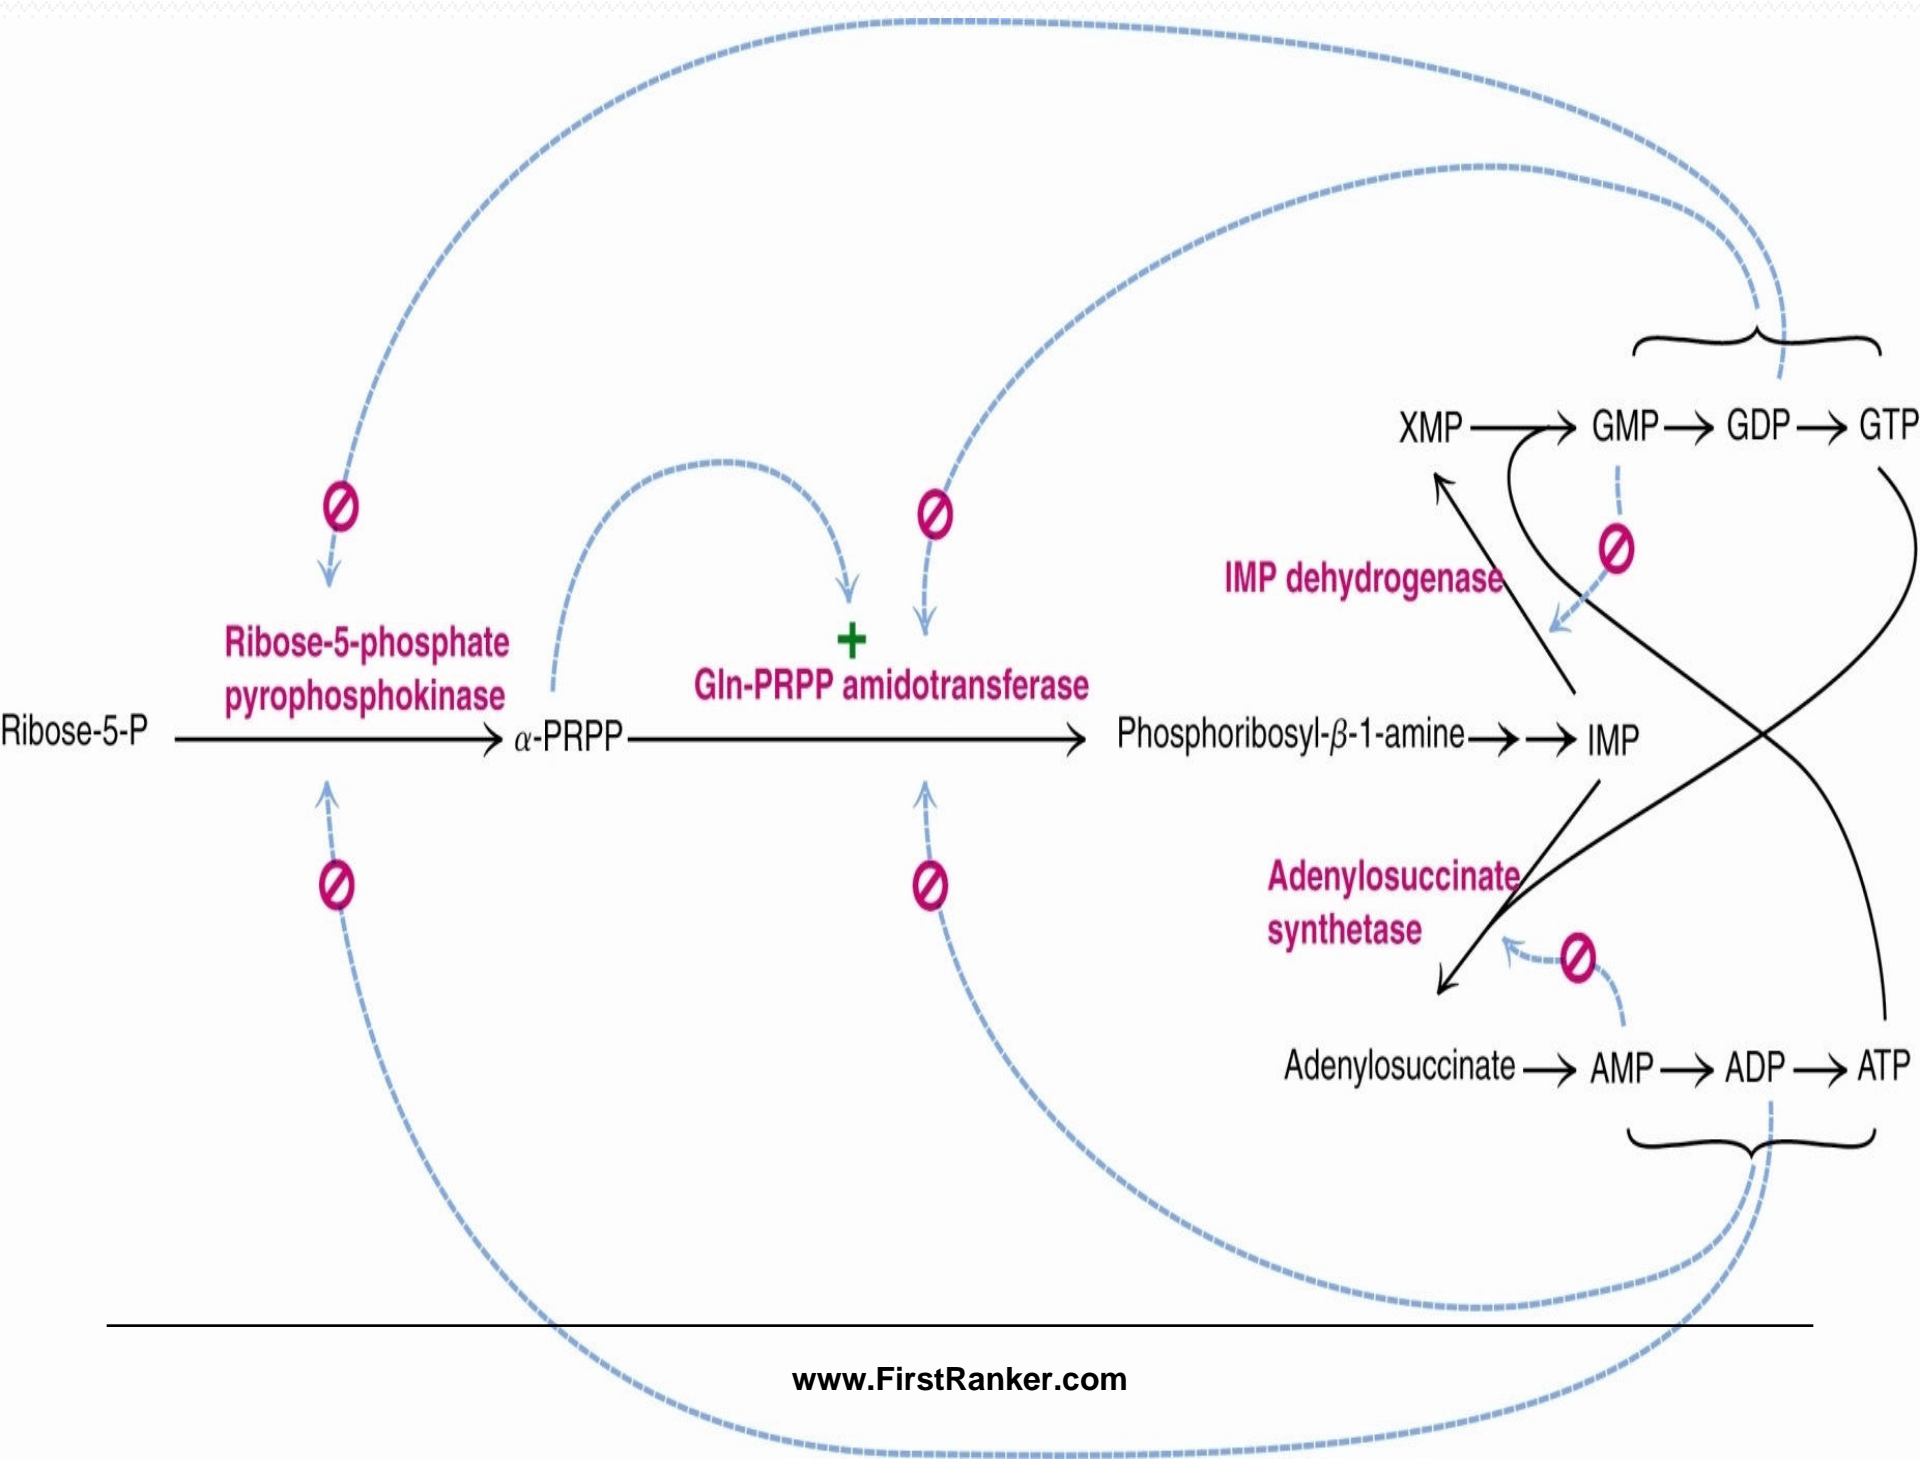 XMP → GMP → GDP → GTP
IMP dehydrogenase
+
Ribose-5-phosphate
pyrophosphokinase
Gln-PRPP amidotransferase
Ribose-5-P → α-PRPP → Phosphoribosyl-β-1-amine → → IMP
Adenylosuccinate
synthetase
Adenylosuccinate → AMP → ADP → ATP
www.FirstRanker.com